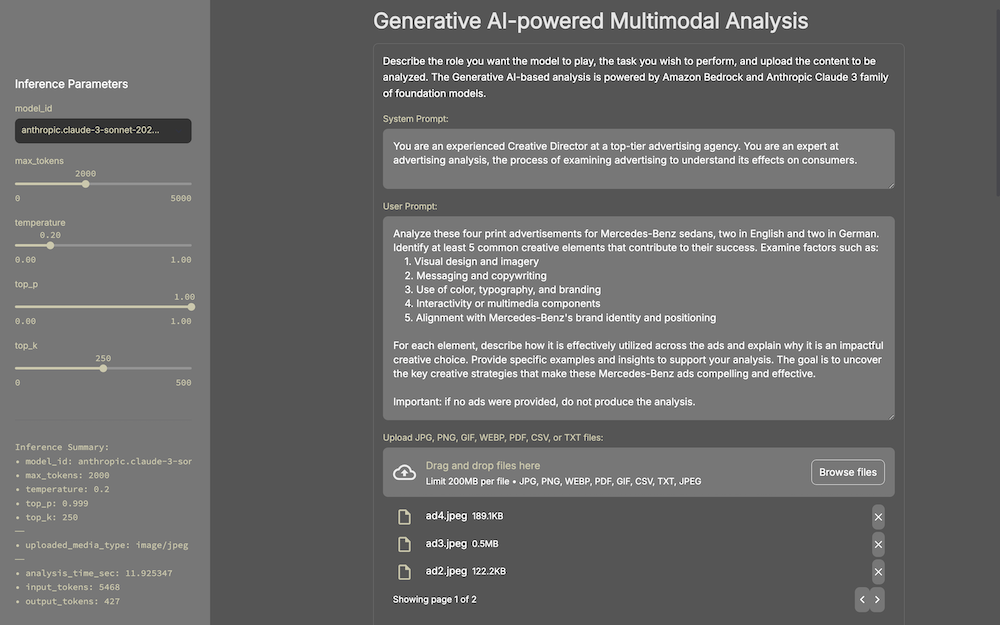 Generative AI-powered Multimodal Analysis
Describe the role you want the model to play, the task you wish to perform, and upload the content to be
analyzed. The Generative AI-based analysis is powered by Amazon Bedrock and Anthropic Claude 3 family
of foundation models.
System Prompt:
You are an experienced Creative Director at a top-tier advertising agency. You are an expert at
advertising analysis, the process of examining advertising to understand its effects on consumers.
User Prompt:
Analyze these four print advertisements for Mercedes-Benz sedans, two in English and two in German.
Identify at least 5 common creative elements that contribute to their success. Examine factors such as:
1. Visual design and imagery
2. Messaging and copywriting
3. Use of color, typography, and branding
4. Interactivity or multimedia components
5. Alignment with Mercedes-Benz's brand identity and positioning
For each element, describe how it is effectively utilized across the ads and explain why it is an impactful
creative choice. Provide specific examples and insights to support your analysis. The goal is to uncover
the key creative strategies that make these Mercedes-Benz ads compelling and effective.
Important: if no ads were provided, do not produce the analysis.
Upload JPG, PNG, GIF, WEBP, PDF, CSV, or TXT files:
Drag and drop files here
Limit 200MB per file • JPG, PNG, WEBP, PDF, GIF, CSV, TXT, JPEG
Browse files
ad4.jpeg 189.1KB
ad3.jpeg 0.5MB
ad2.jpeg 122.2KB
Showing page 1 of 2
Inference Parameters
model_id
anthropic.claude-3-sonnet-202...
max_tokens
2000
0 5000
temperature
0.20
0.00 1.00
top_p
1.00
0.00 1.00
top_k
250
0 500
Inference Summary:
• model_id: anthropic.claude-3-sor
• max_tokens: 2000
• temperature: 0.2
• top_p: 0.999
• top_k: 250
—
• uploaded_media_type: image/jpeg
—
• analysis_time_sec: 11.925347
• input_tokens: 5468
• output_tokens: 427